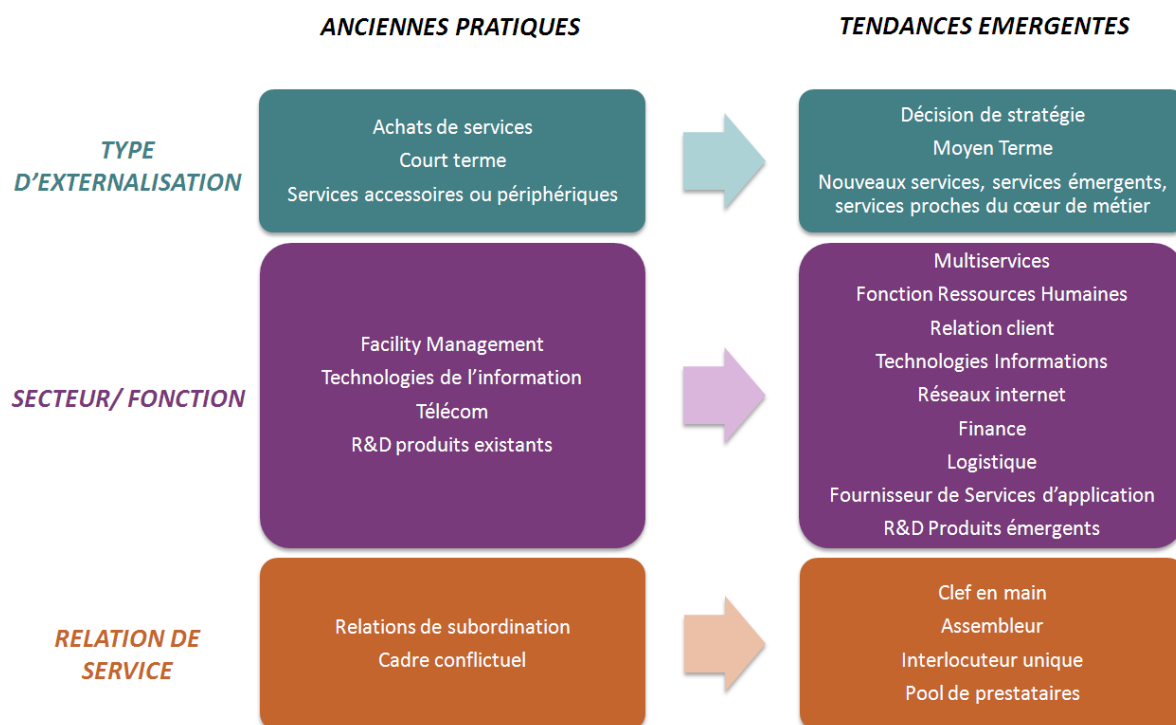 ANCIENNES PRATIQUES
TENDANCES EMERGENTES
TYPE
D'EXTERNALISATION
Achats de services
Court terme
Services accessoires ou périphériques
Décision de stratégie
Moyen Terme
Nouveaux services, services émergents,
services proches du cœur de métier
SECTEUR/ FONCTION
Facility Management
Technologies de l'information
Télécom
R&D produits existants
Multiservices
Fonction Ressources Humaines
Relation client
Technologies Informations
Réseaux internet
Finance
Logistique
Fournisseur de Services d'application
R&D Produits émergents
RELATION DE
SERVICE
Relations de subordination
Cadre conflictuel
Clef en main
Assembleur
Interlocuteur unique
Pool de prestataires